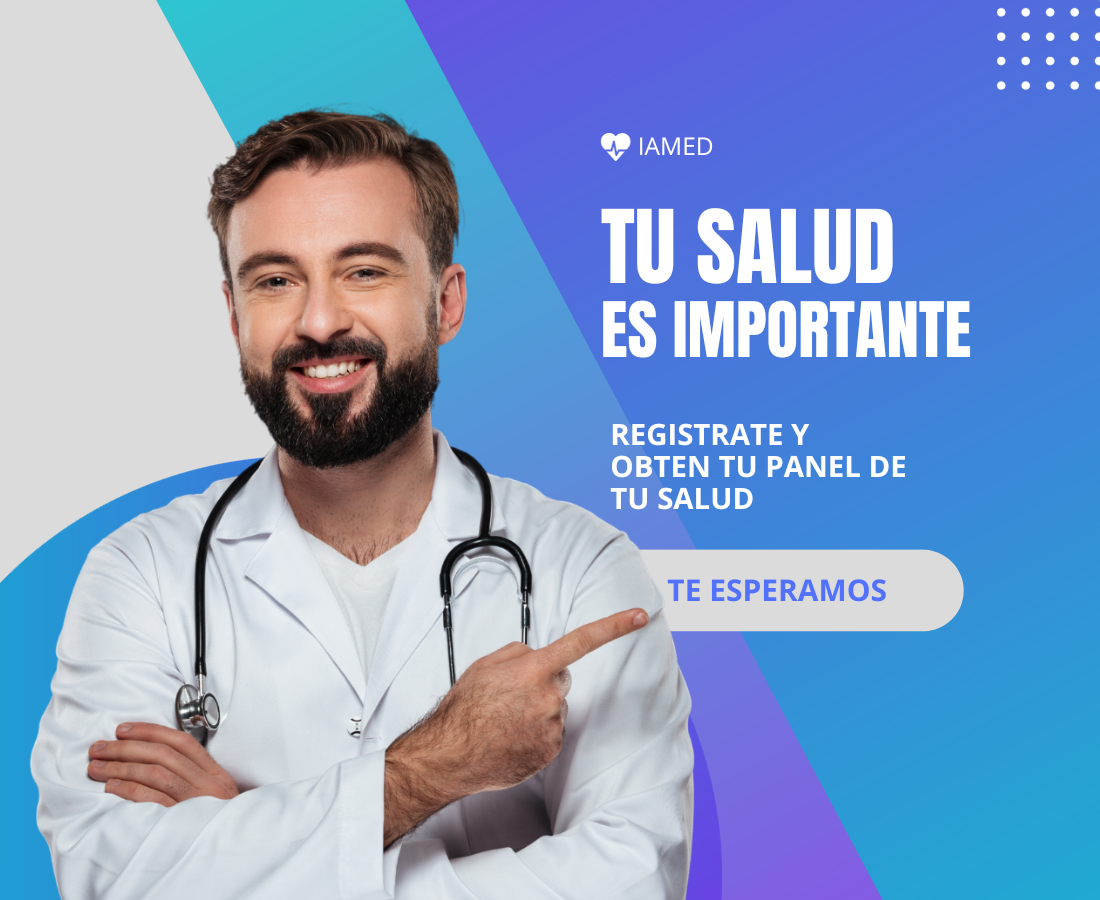 IAMED
TU SALUD
ES IMPORTANTE
REGISTRATE Y
OBTEN TU PANEL DE
TU SALUD
TE ESPERAMOS